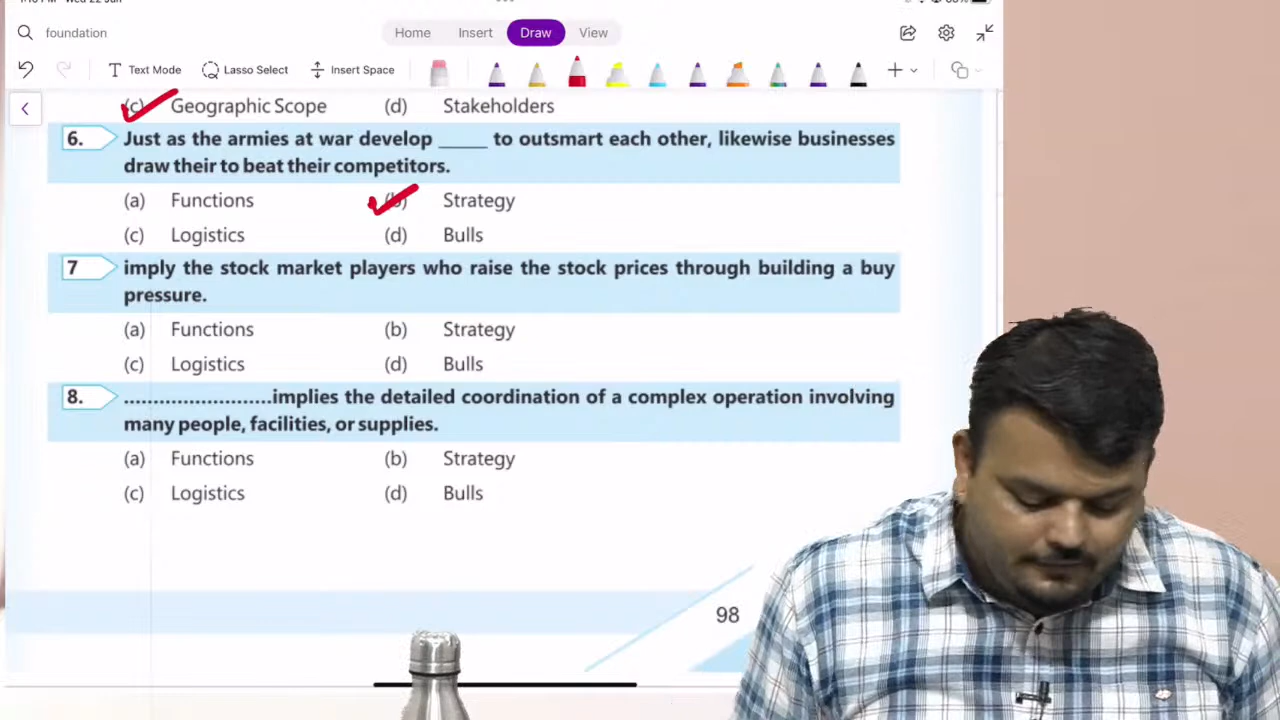 foundation
Home Insert Draw View
Text Mode Lasso Select Insert Space
(c) Geographic Scope (d) Stakeholders
6. Just as the armies at war develop _____ to outsmart each other, likewise businesses
draw their to beat their competitors.
(a) Functions (b) Strategy
(c) Logistics (d) Bulls
7 imply the stock market players who raise the stock prices through building a buy
pressure.
(a) Functions (b) Strategy
(c) Logistics (d) Bulls
8. .........................implies the detailed coordination of a complex operation involving
many people, facilities, or supplies.
(a) Functions (b) Strategy
(c) Logistics (d) Bulls
98